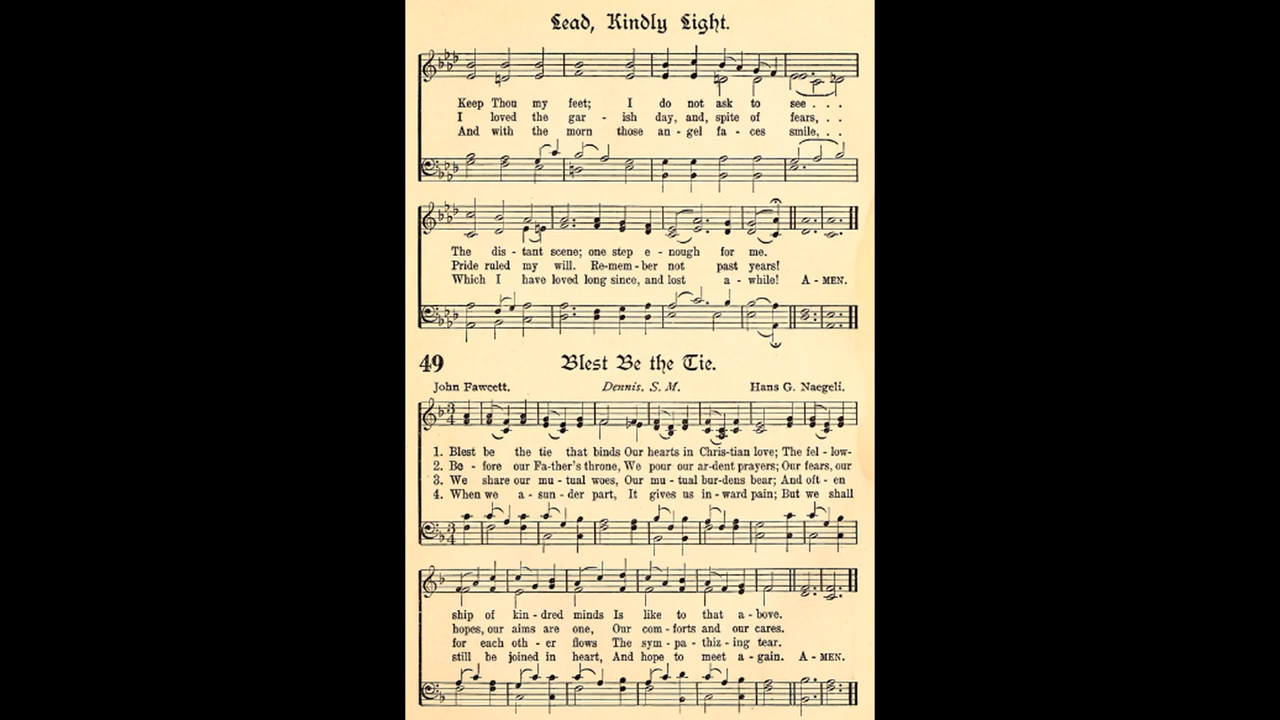 Lead, Kindly Light.
Keep Thou my feet; I do not ask to see . . .
I loved the gar - ish day, and, spite of fears, . .
And with the morn those an - gel fa - ces smile, . .
The dis - tant scene; one step e - nough for me.
Pride ruled my will. Re-mem - ber not past years!
Which I have loved long since, and lost a - while! A - MEN.
49 Blest Be the Tie.
John Fawcett. Dennis. S. M. Hans G. Naegeli.
3 4
1. Blest be the tie that binds Our hearts in Chris-tian love; The fel - low-
2. Be - fore our Fa-ther's throne, We pour our ar-dent prayers; Our fears, our
3. We share our mu - tual woes, Our mu - tual bur-dens bear; And oft - en
4. When we a - sun - der part, It gives us in - ward pain; But we shall
3 4
ship of kin - dred minds Is like to that a - bove.
hopes, our aims are one, Our com - forts and our cares.
for each oth - er flows The sym - pa - thiz - ing tear.
still be joined in heart, And hope to meet a - gain. A - MEN.